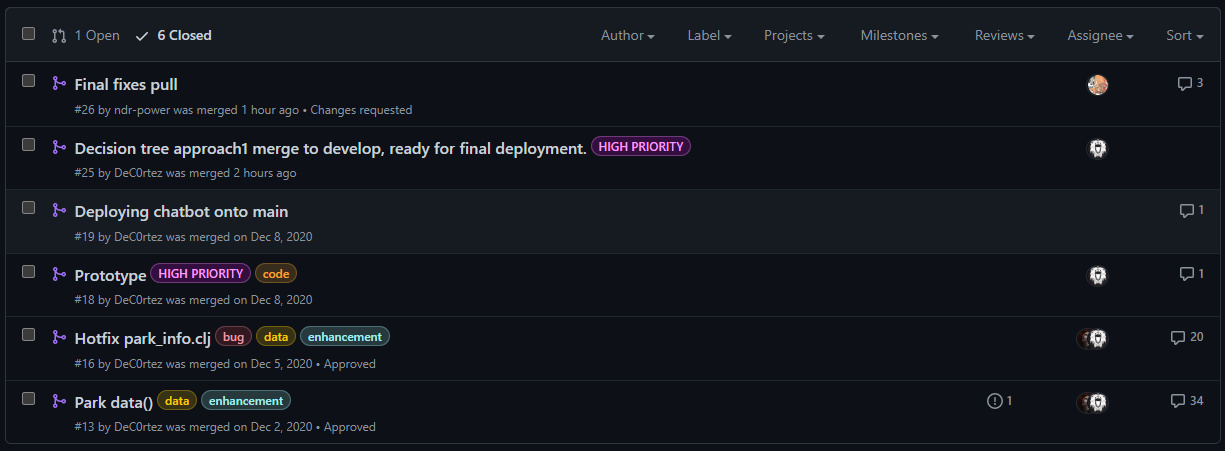 1 Open 6 Closed Author Label Projects Milestones Reviews Assignee Sort
Final fixes pull 3
#26 by ndr-power was merged 1 hour ago • Changes requested
Decision tree approach1 merge to develop, ready for final deployment. HIGH PRIORITY
#25 by DeC0rtez was merged 2 hours ago
Deploying chatbot onto main 1
#19 by DeC0rtez was merged on Dec 8, 2020
Prototype HIGH PRIORITY code 1
#18 by DeC0rtez was merged on Dec 8, 2020
Hotfix park_info.clj bug data enhancement 20
#16 by DeC0rtez was merged on Dec 5, 2020 • Approved
Park data() data enhancement 1 34
#13 by DeC0rtez was merged on Dec 2, 2020 • Approved